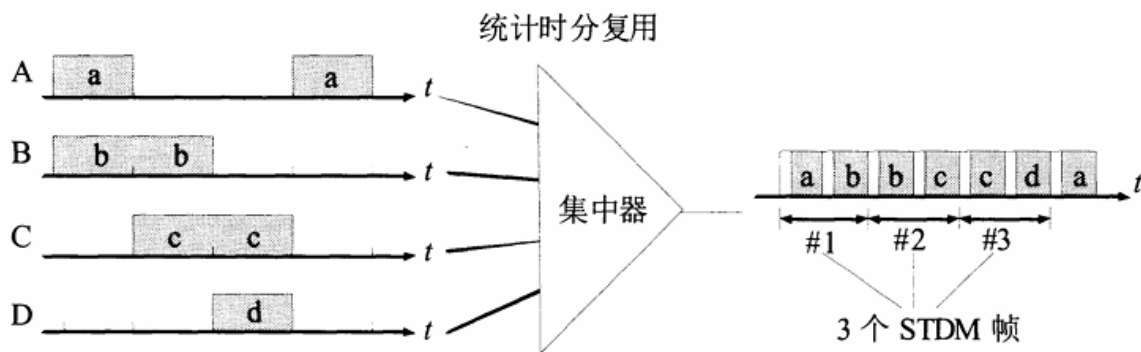 统计时分复用
A a a t
B b b t
C c c t
D d t
集中器
a b b c c d a t
#1 #2 #3
3 个 STDM 帧